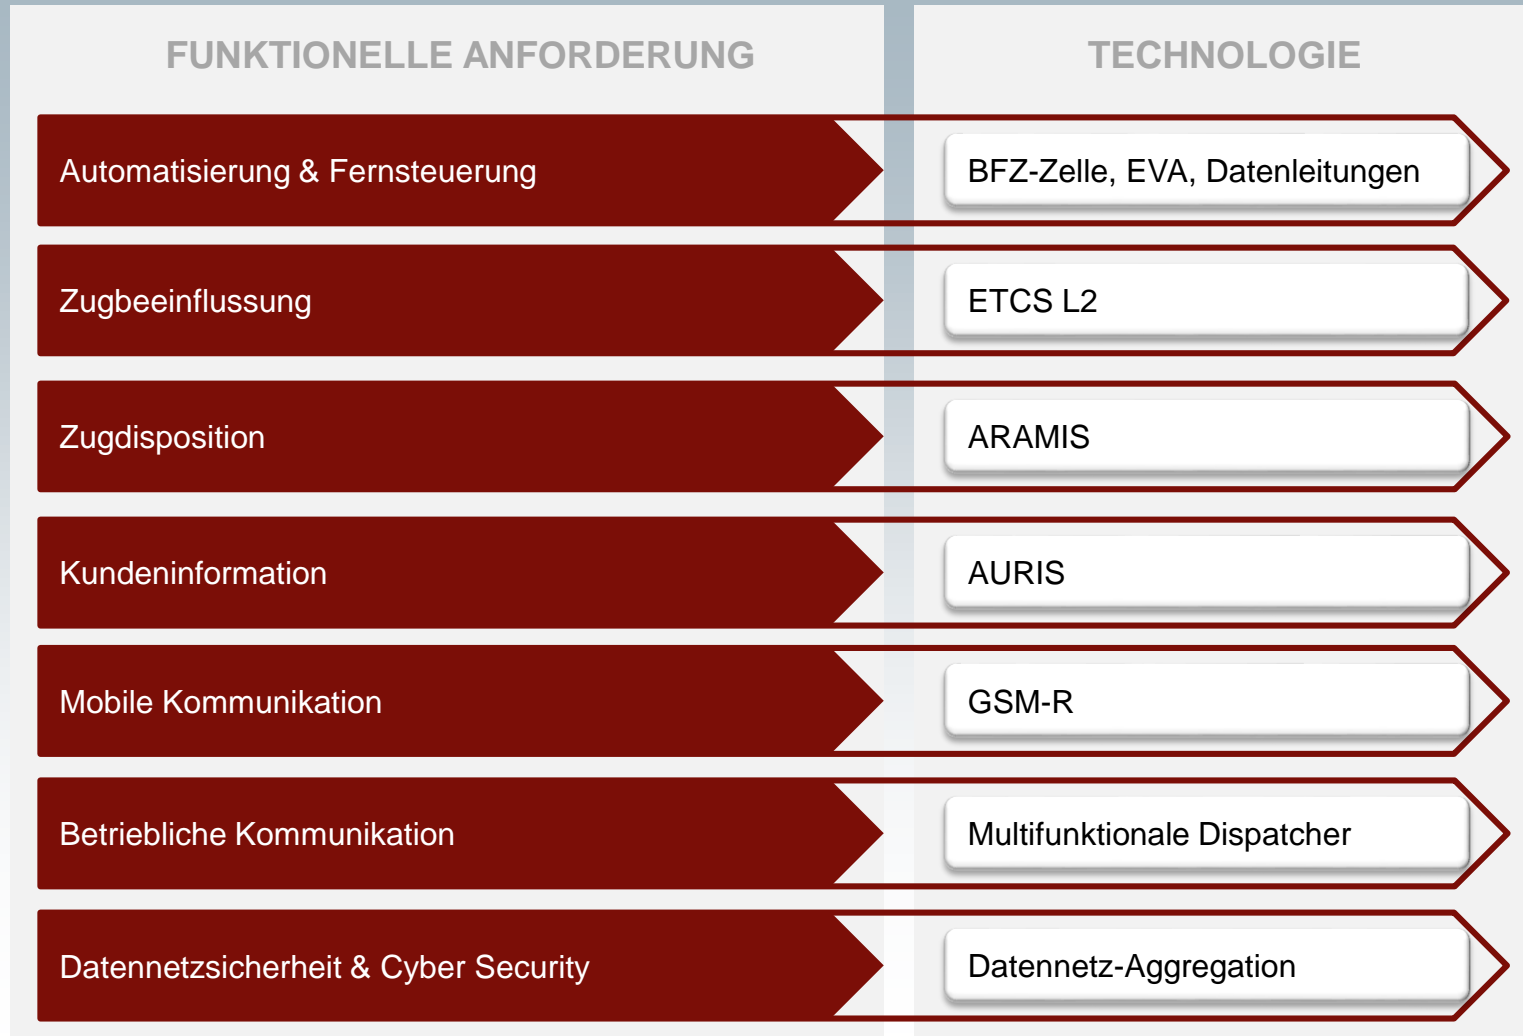 FUNKTIONELLE ANFORDERUNG
TECHNOLOGIE
Automatisierung & Fernsteuerung
BFZ-Zelle, EVA, Datenleitungen
Zugbeeinflussung
ETCS L2
Zugdisposition
ARAMIS
Kundeninformation
AURIS
Mobile Kommunikation
GSM-R
Betriebliche Kommunikation
Multifunktionale Dispatcher
Datennetzsicherheit & Cyber Security
Datennetz-Aggregation